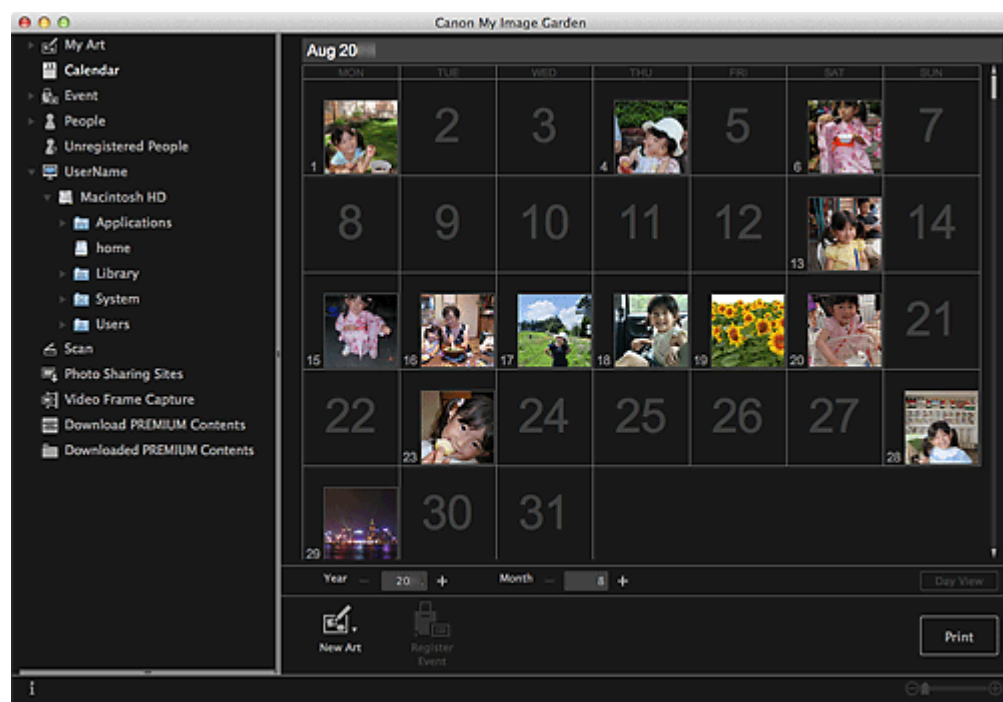 Canon My Image Garden
My Art
Calendar
Event
People
Unregistered People
UserName
Macintosh HD
Applications
home
Library
System
Users
Scan
Photo Sharing Sites
Video Frame Capture
Download PREMIUM Contents
Downloaded PREMIUM Contents
Aug 20
MON TUE WED THU FRI SAT SUN
1 2 3 4 5 6 7
8 9 10 11 12 13 14
15 16 17 18 19 20 21
22 23 24 25 26 27 28
29 30 31
Year − 20 + Month − 8 + Day View
New Art
Register
Event
Print
i